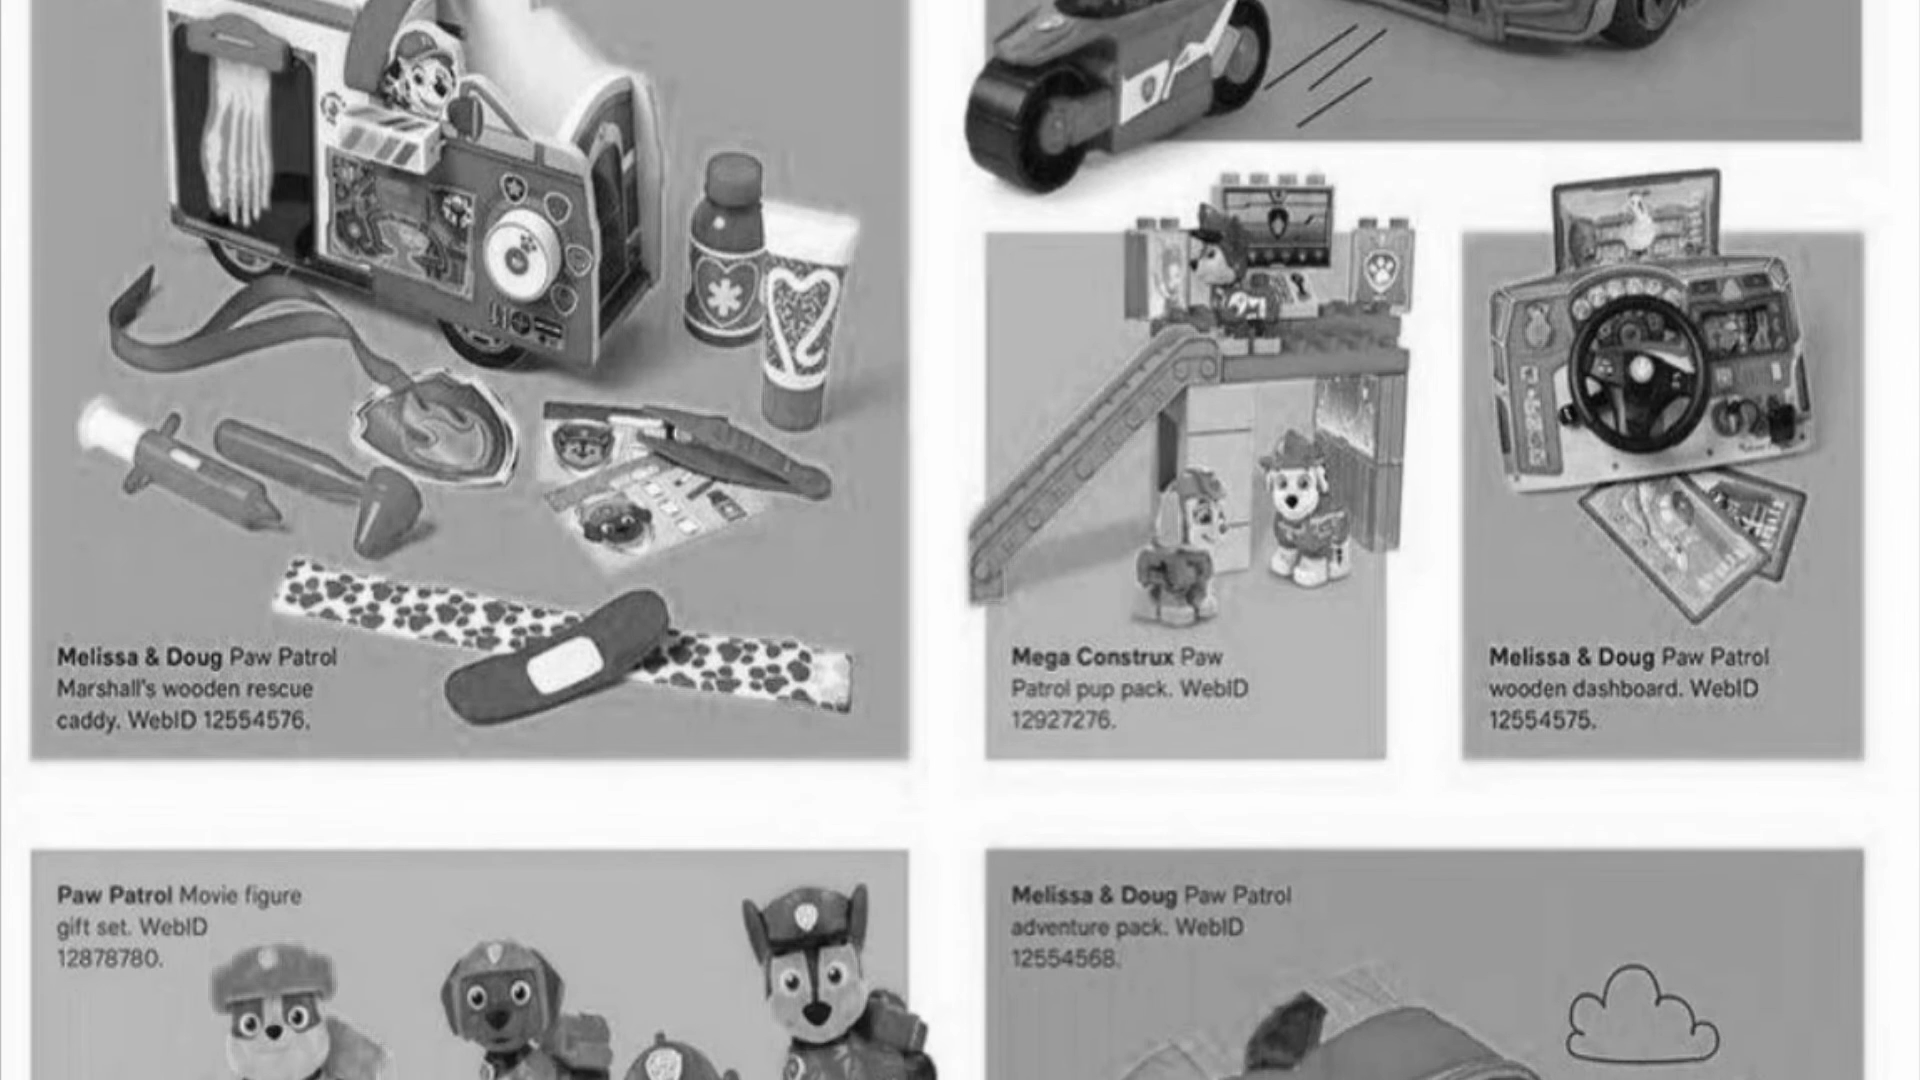 Melissa & Doug Paw Patrol
Marshall's wooden rescue
caddy. WebID 12554576.
Mega Construx Paw
Patrol pup pack. WebID
12927276.
Melissa & Doug Paw Patrol
wooden dashboard. WebID
12554575.
Paw Patrol Movie figure
gift set. WebID
12878780.
Melissa & Doug Paw Patrol
adventure pack. WebID
12554568.